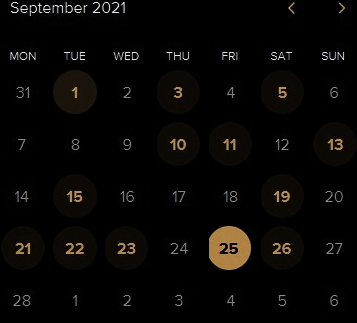 September 2021
MON TUE WED THU FRI SAT SUN
31 1 2 3 4 5 6
7 8 9 10 11 12 13
14 15 16 17 18 19 20
21 22 23 24 25 26 27
28 1 2 3 4 5 6